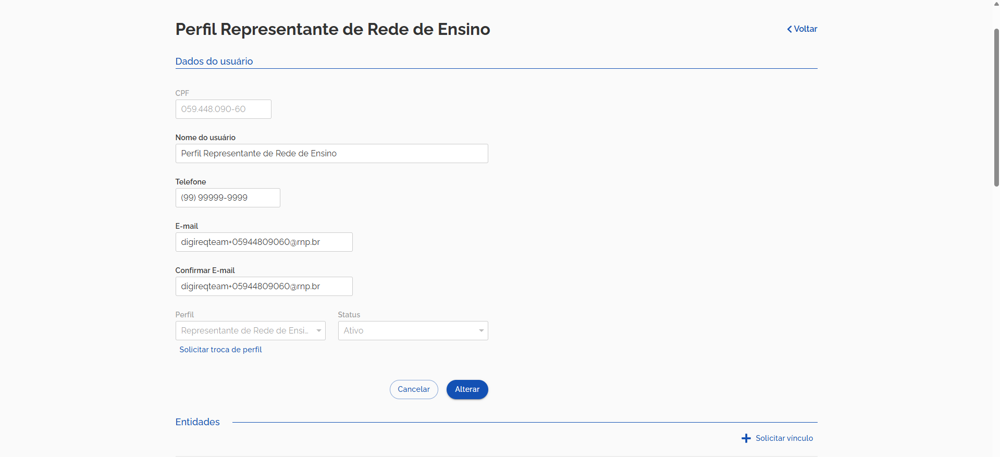 Perfil Representante de Rede de Ensino
Voltar
Dados do usuário
CPF
059.448.090-60
Nome do usuário
Perfil Representante de Rede de Ensino
Telefone
(99) 99999-9999
E-mail
digireqteam+05944809060@rnp.br
Confirmar E-mail
digireqteam+05944809060@rnp.br
Perfil Status
Representante de Rede de Ensi... Ativo
Solicitar troca de perfil
Cancelar Alterar
Entidades
Solicitar vínculo